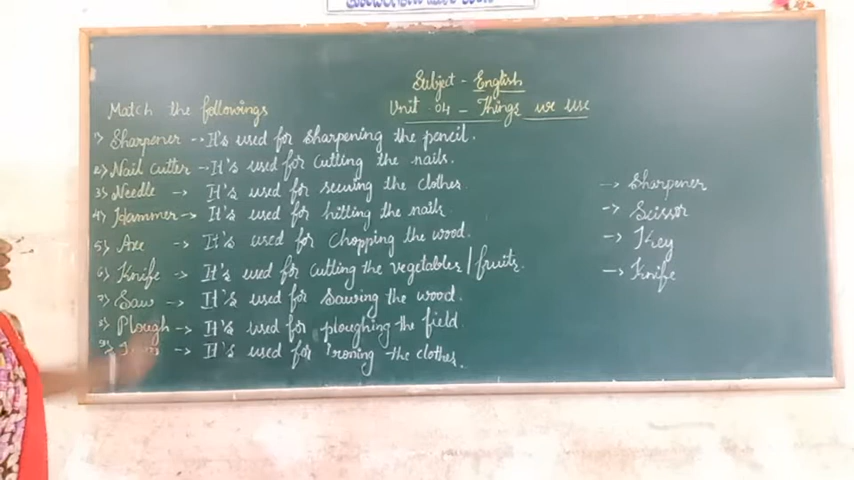 Subject - English
Unit 04 - Things we use
Match the followings
1) Sharpener - It's used for sharpening the pencil.
2) Nail cutter - It's used for cutting the nails.
3) Needle -> It's used for sewing the clothes.
4) Hammer -> It's used for hitting the nails.
5) Axe -> It's used for chopping the wood.
6) Knife -> It's used for cutting the vegetables / fruits.
7) Saw -> It's used for sawing the wood.
8) Plough -> It's used for ploughing the field.
9) -> It's used for ironing the clothes.
-> Sharpener
-> Scissor
-> Key
-> Knife